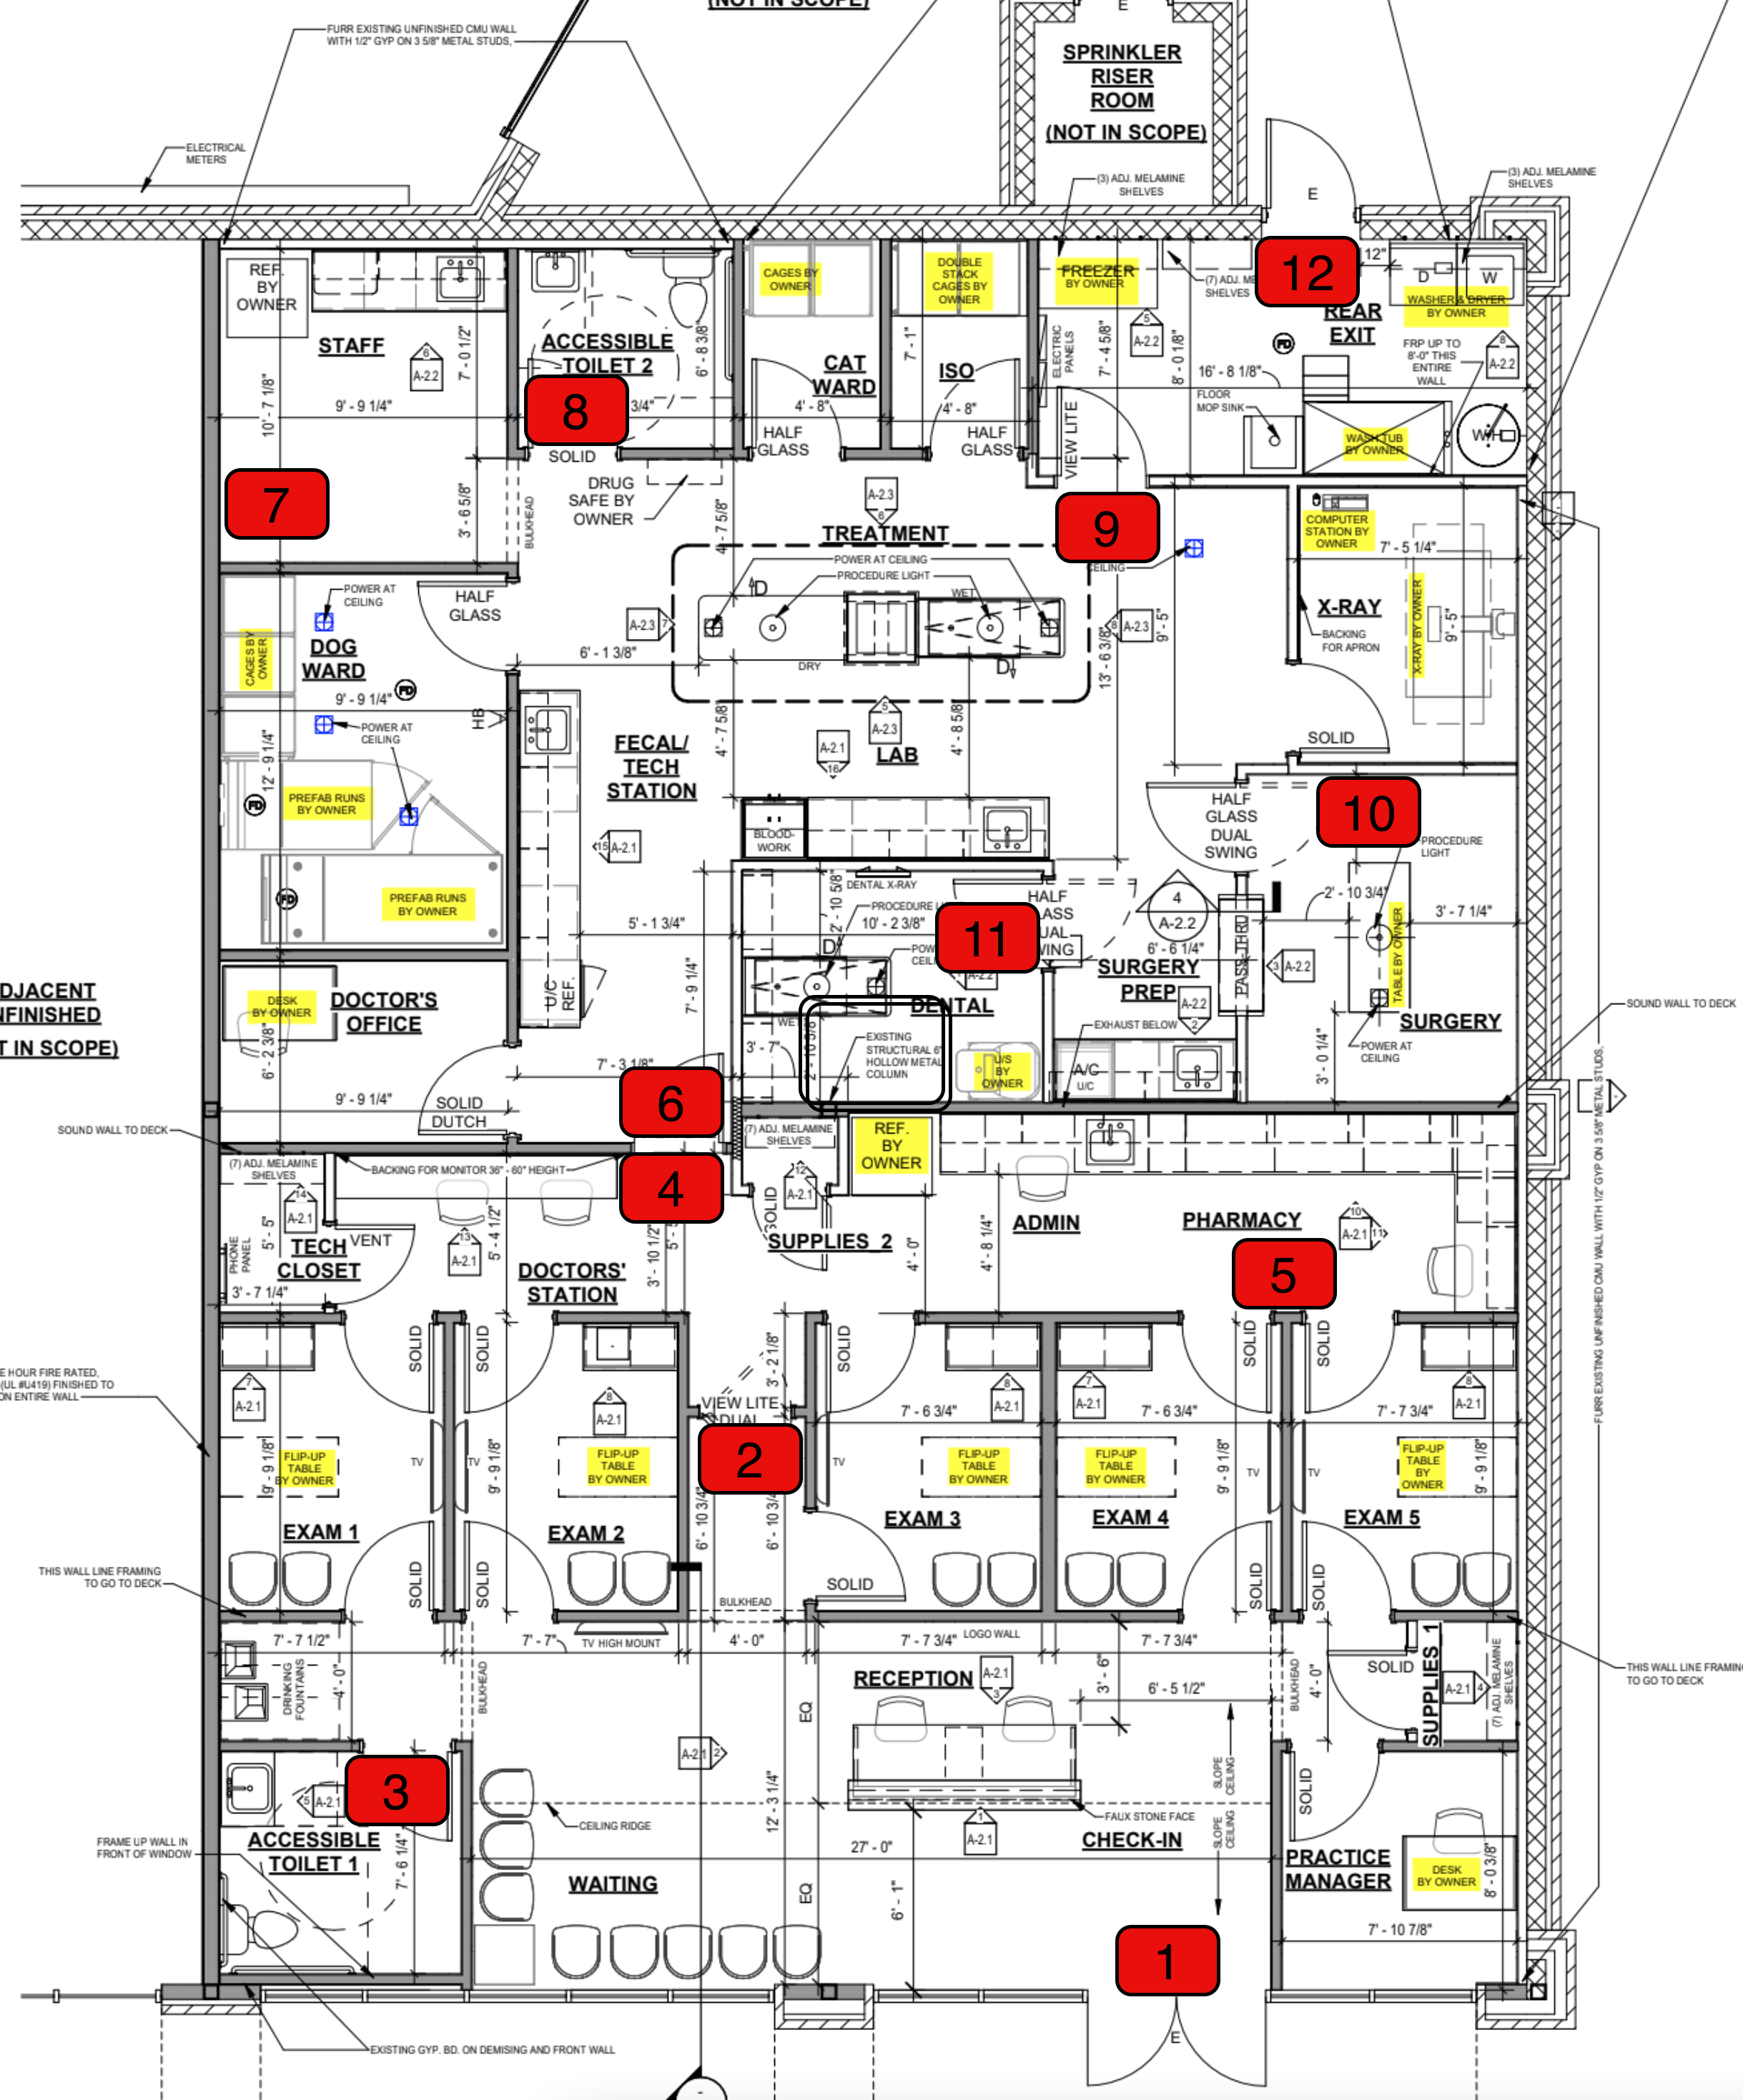 (NOT IN SCOPE)
FURR EXISTING UNFINISHED CMU WALL
WITH 1/2" GYP ON 3 5/8" METAL STUDS,
E
SPRINKLER
RISER
ROOM
(NOT IN SCOPE)
ELECTRICAL
METERS
(3) ADJ. MELAMINE
SHELVES
(3) ADJ. MELAMINE
SHELVES
E
REF.
BY
OWNER
STAFF
6
A-2.2
7' - 0 1/2"
10' - 7 1/8"
9' - 9 1/4"
3' - 6 5/8"
7
BULKHEAD
ACCESSIBLE
TOILET 2
6' - 8 3/8"
8
3/4"
SOLID
DRUG
SAFE BY
OWNER
CAGES BY
OWNER
CAT
WARD
4' - 8"
HALF
GLASS
DOUBLE
STACK
CAGES BY
OWNER
7' - 1"
ISO
4' - 8"
HALF
GLASS
FREEZER
BY OWNER
ELECTRIC
PANELS
5
A-2.2
7' - 4 5/8"
8' - 0 1/8"
(7) ADJ. ME
SHELVES
12
12"
REAR
EXIT
D
W
WASHER & DRYER
BY OWNER
8
A-2.2
FD
FRP UP TO
8'-0" THIS
ENTIRE
WALL
16' - 8 1/8"
FLOOR
MOP SINK
WASH TUB
BY OWNER
WH
VIEW LITE
9
CEILING
A-2.3
6
TREATMENT
4' - 7 5/8"
POWER AT CEILING
PROCEDURE LIGHT
D
WET
DRY
D
A-2.3
7
8
A-2.3
13' - 6 3/8"
9' - 5"
COMPUTER
STATION BY
OWNER
7' - 5 1/4"
X-RAY
BACKING
FOR APRON
X-RAY BY OWNER
9' - 5"
SOLID
POWER AT
CEILING
HALF
GLASS
DOG
WARD
CAGES BY
OWNER
FD
9' - 9 1/4"
HB
POWER AT
CEILING
12' - 9 1/4"
PREFAB RUNS
BY OWNER
FD
PREFAB RUNS
BY OWNER
FD
6' - 1 3/8"
FECAL/
TECH
STATION
4' - 7 5/8"
5
A-2.3
A-2.1
16
LAB
4' - 8 5/8"
15
A-2.1
BLOOD-
WORK
HALF
GLASS
DUAL
SWING
10
PROCEDURE
LIGHT
DENTAL X-RAY
PROCEDURE
2' - 10 5/8"
5' - 1 3/4"
10' - 2 3/8"
11
HALF
4
A-2.2
6' - 6 1/4"
SURGERY
PREP
PASS-THRU
3
A-2.2
2' - 10 3/4"
3' - 7 1/4"
TABLE BY OWNER
SURGERY
POWER AT
CEILING
3' - 0 1/4"
SOUND WALL TO DECK
7' - 9 1/4"
U/C
REF.
D
WET
DENTAL
3' - 7"
EXISTING
STRUCTURAL 6"
HOLLOW METAL
COLUMN
U/S
BY
OWNER
EXHAUST BELOW
A-2.2
2
A/C
U/C
DESK
BY OWNER
DOCTOR'S
OFFICE
6' - 2 3/8"
9' - 9 1/4"
SOLID
DUTCH
7' - 3 1/8"
6
DJACENT
NFINISHED
T IN SCOPE)
SOUND WALL TO DECK
(7) ADJ. MELAMINE
SHELVES
BACKING FOR MONITOR 36" - 60" HEIGHT
4
14
A-2.1
PHONE
PANEL
5' - 5"
TECH
CLOSET
VENT
3' - 7 1/4"
13
A-2.1
5' - 4 1/2"
DOCTORS'
STATION
3' - 10 1/2"
(7) ADJ. MELAMINE
SHELVES
12
A-2.1
SOLID
SUPPLIES 2
REF.
BY
OWNER
4' - 0"
4' - 8 1/4"
ADMIN
PHARMACY
10
A-2.1
11
5
FURR EXISTING UNFINISHED CMU WALL WITH 1/2" GYP ON 3 5/8" METAL STUDS,
E HOUR FIRE RATED,
(UL #U419) FINISHED TO
ON ENTIRE WALL
7
A-2.1
SOLID
SOLID
8
A-2.1
3' - 2 1/8"
VIEW LITE
DUAL
2
SOLID
7' - 6 3/4"
8
A-2.1
7
A-2.1
7' - 6 3/4"
SOLID
SOLID
7' - 7 3/4"
8
A-2.1
9' - 9 1/8"
FLIP-UP
TABLE
BY OWNER
TV
TV
9' - 9 1/8"
FLIP-UP
TABLE
BY OWNER
TV
FLIP-UP
TABLE
BY OWNER
FLIP-UP
TABLE
BY OWNER
9' - 9 1/8"
TV
TV
FLIP-UP
TABLE
BY
OWNER
9' - 9 1/8"
EXAM 1
EXAM 2
6' - 10 3/4"
6' - 10 3/4"
EXAM 3
EXAM 4
EXAM 5
THIS WALL LINE FRAMING
TO GO TO DECK
SOLID
SOLID
SOLID
SOLID
SOLID
BULKHEAD
7' - 7 1/2"
7' - 7"
TV HIGH MOUNT
4' - 0"
7' - 7 3/4"
LOGO WALL
7' - 7 3/4"
DRINKING
FOUNTAINS
4' - 0"
BULKHEAD
RECEPTION
A-2.1
3
3' - 6"
6' - 5 1/2"
BULKHEAD
4' - 0"
SOLID
SUPPLIES 1
A-2.1
4
(7) ADJ. MELAMINE
SHELVES
THIS WALL LINE FRAMING
TO GO TO DECK
EQ
A-2.1
2
5
A-2.1
3
ACCESSIBLE
TOILET 1
7' - 6 1/4"
FRAME UP WALL IN
FRONT OF WINDOW
CEILING RIDGE
12' - 3 1/4"
27' - 0"
WAITING
EQ
6' - 1"
1
A-2.1
FAUX STONE FACE
CHECK-IN
SLOPE
CEILING
SLOPE
CEILING
SOLID
PRACTICE
MANAGER
DESK
BY OWNER
8' - 0 3/8"
7' - 10 7/8"
1
E
EXISTING GYP. BD. ON DEMISING AND FRONT WALL